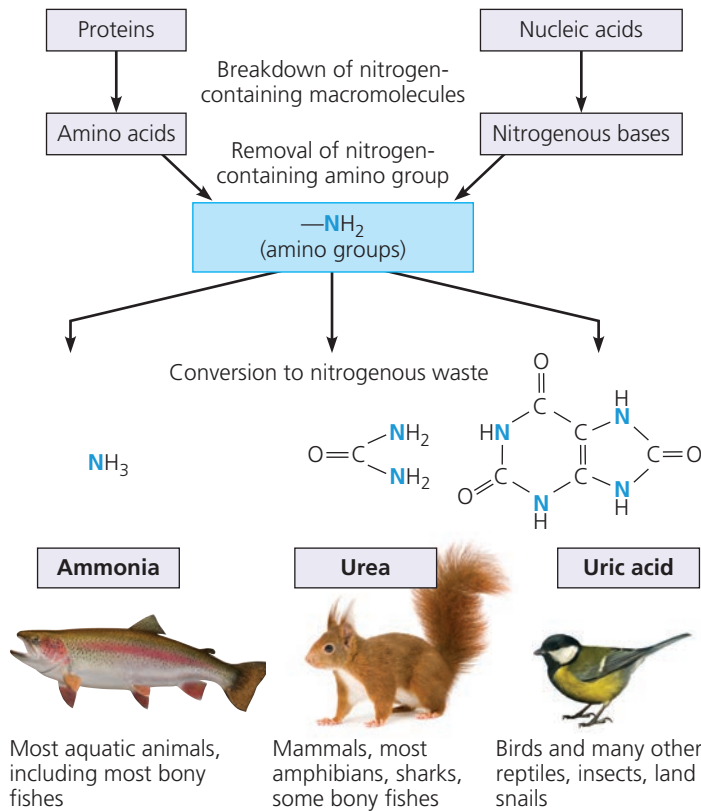 Proteins
Nucleic acids
Breakdown of nitrogen-
containing macromolecules
Amino acids
Nitrogenous bases
Removal of nitrogen-
containing amino group
—NH₂
(amino groups)
Conversion to nitrogenous waste
NH₃
O=C
NH₂
NH₂
O
C
H
N
HN
C
C=O
C
C
O
N
H
N
H
Ammonia
Urea
Uric acid
Most aquatic animals,
including most bony
fishes
Mammals, most
amphibians, sharks,
some bony fishes
Birds and many other
reptiles, insects, land
snails